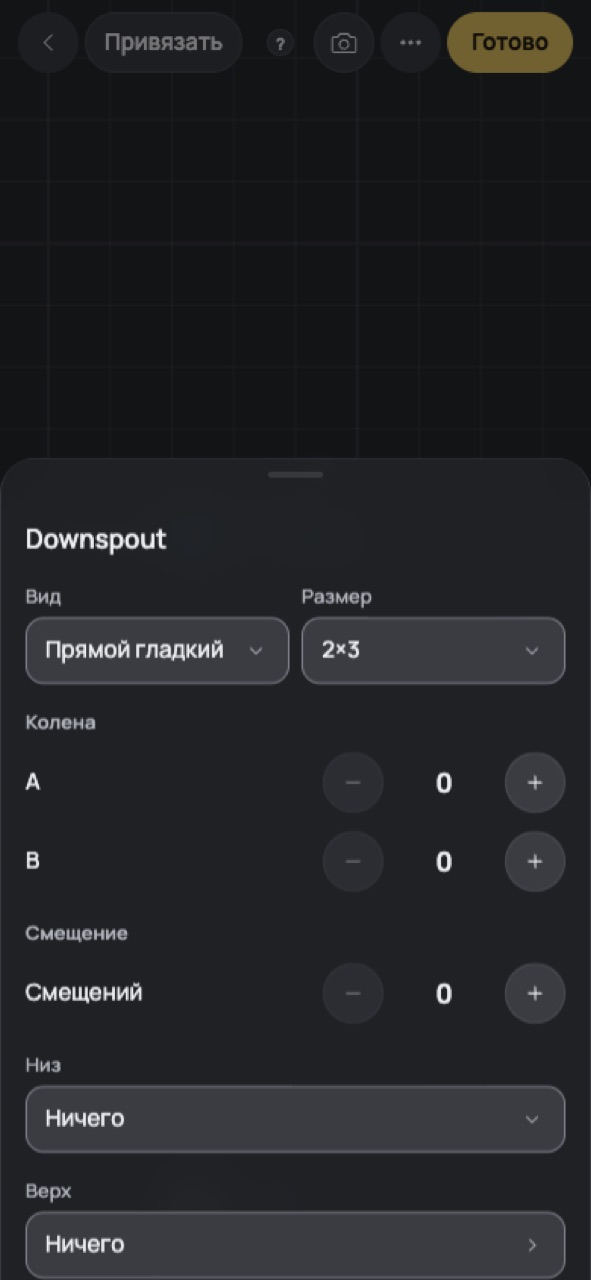 Привязать ? ... Готово
Downspout
Вид Размер
Прямой гладкий 2×3
Колена
A − 0 +
B − 0 +
Смещение
Смещений − 0 +
Низ
Ничего
Верх
Ничего